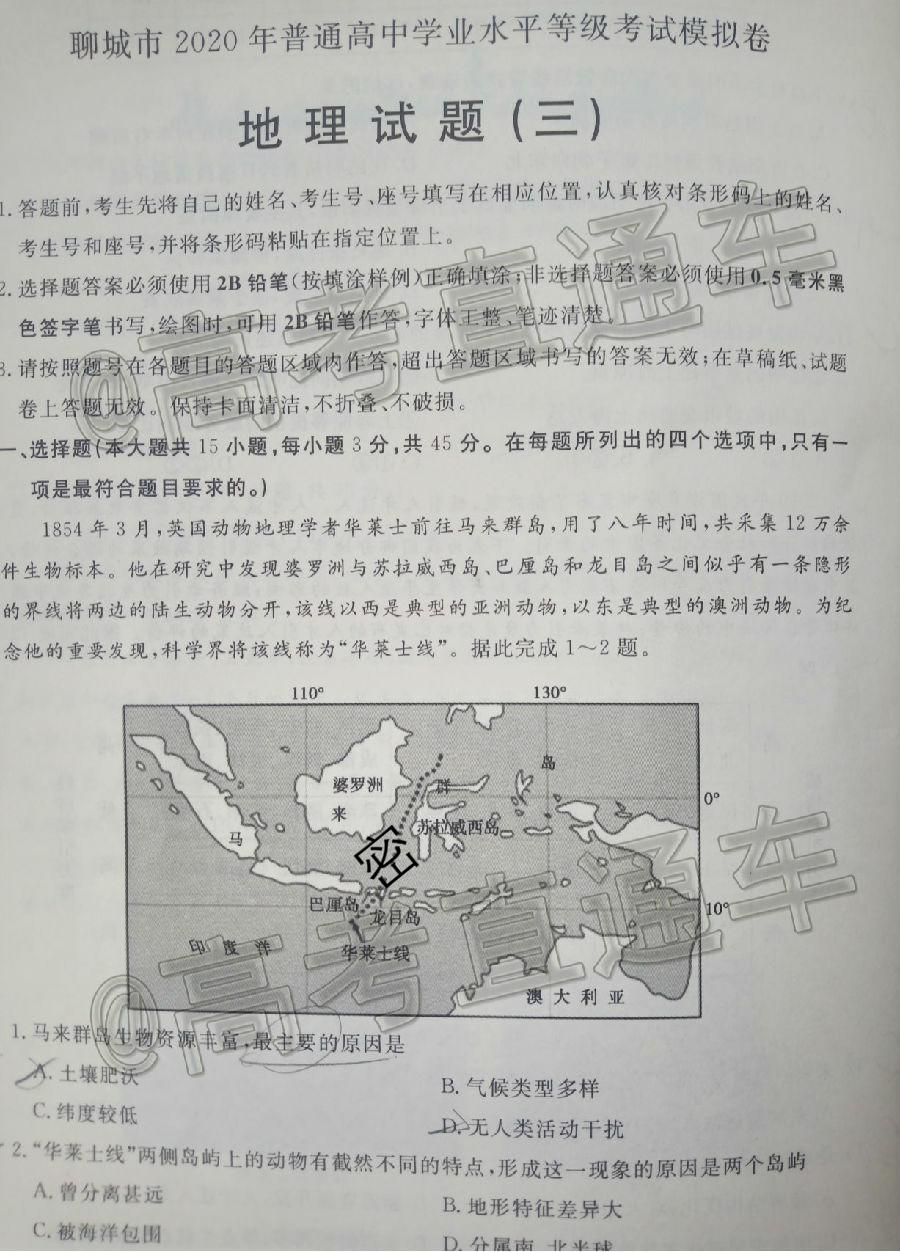 聊城市 2020 年普通高中学业水平等级考试模拟卷
地理试题(三)
1.答题前,考生先将自己的姓名、考生号、座号填写在相应位置,认真核对条形码上的姓名、
考生号和座号,并将条形码粘贴在指定位置上。
2.选择题答案必须使用2B铅笔(按填涂样例)正确填涂;非选择题答案必须使用0.5毫米黑
色签字笔书写,绘图时,可用2B铅笔作答,字体工整、笔迹清楚。
3.请按照题号在各题目的答题区域内作答,超出答题区域书写的答案无效;在草稿纸、试题
卷上答题无效。保持卡面清洁,不折叠、不破损。
一、选择题(本大题共 15 小题,每小题 3 分,共 45 分。在每题所列出的四个选项中,只有一
项是最符合题目要求的。)
1854 年 3 月,英国动物地理学者华莱士前往马来群岛,用了八年时间,共采集 12 万余
件生物标本。他在研究中发现婆罗洲与苏拉威西岛、巴厘岛和龙目岛之间似乎有一条隐形
的界线将两边的陆生动物分开,该线以西是典型的亚洲动物,以东是典型的澳洲动物。为纪
念他的重要发现,科学界将该线称为“华莱士线”。据此完成 1~2 题。
110° 130°
岛
婆罗洲 群
0°
来
苏拉威西岛
马
密
巴厘岛
10°
龙目岛
印度洋
华莱士线
澳大利亚
@高考直通车
@高考直通车
1.马来群岛生物资源丰富,最主要的原因是
A.土壤肥沃
B.气候类型多样
C.纬度较低
D.无人类活动干扰
2.“华莱士线”两侧岛屿上的动物有截然不同的特点,形成这一现象的原因是两个岛屿
A.曾分离甚远
B.地形特征差异大
C.被海洋包围
D.分属南、北半球